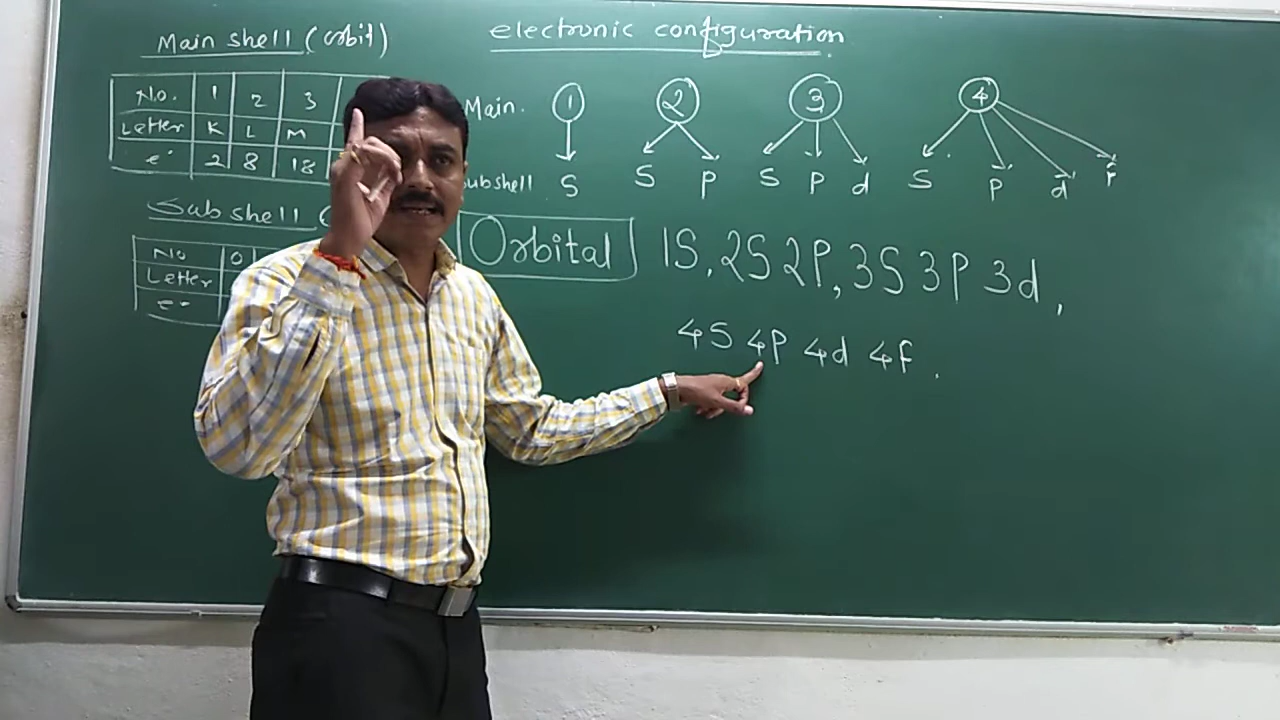 Main shell (orbit)
electronic configuration
No. 1 2 3
Letter K L M
e⁻ 2 8 18
Main. 1 2 3 4
Subshell S S P S P d S P d F
Sub shell (
No 0
Letter
e⁻
Orbital 1S, 2S 2P, 3S 3P 3d,
4S 4P 4d 4F.